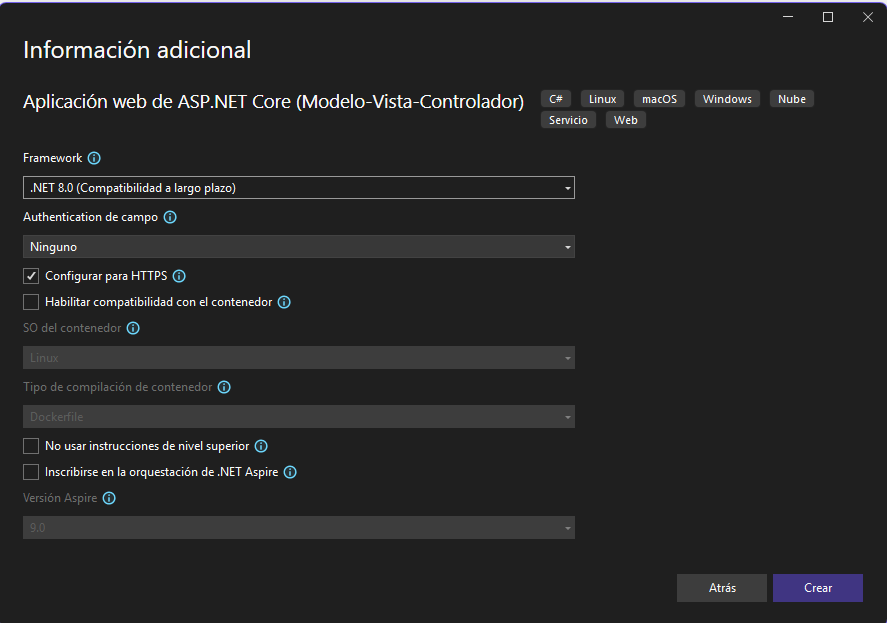 Información adicional
Aplicación web de ASP.NET Core (Modelo-Vista-Controlador)
C# Linux macOS Windows Nube
Servicio Web
Framework
.NET 8.0 (Compatibilidad a largo plazo)
Authentication de campo
Ninguno
Configurar para HTTPS
Habilitar compatibilidad con el contenedor
SO del contenedor
Linux
Tipo de compilación de contenedor
Dockerfile
No usar instrucciones de nivel superior
Inscribirse en la orquestación de .NET Aspire
Versión Aspire
9.0
Atrás Crear